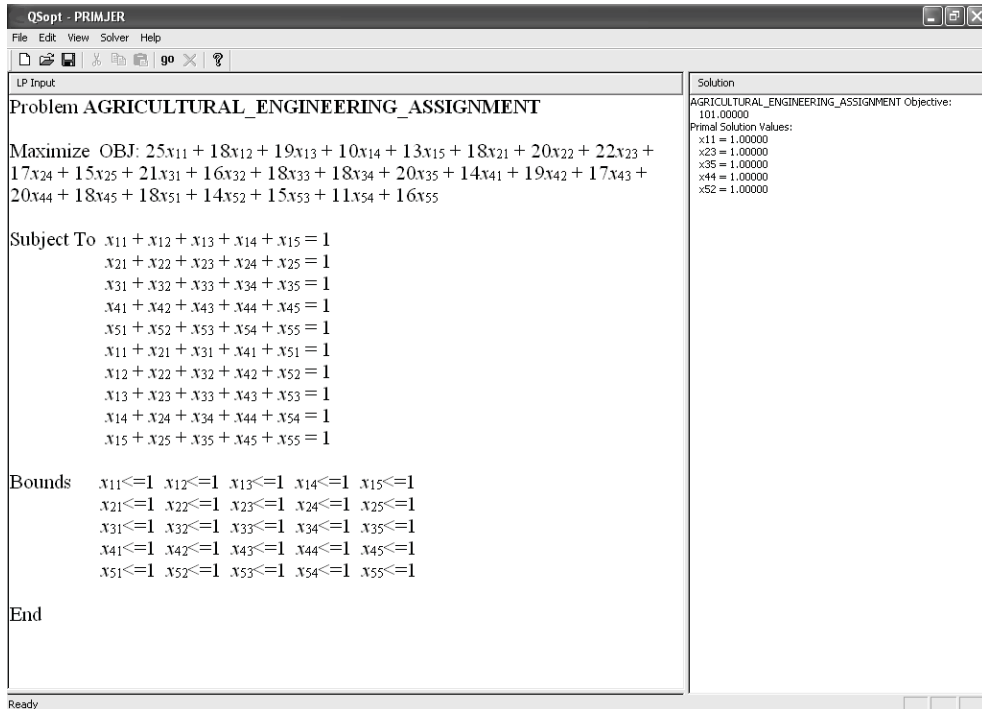 QSopt - PRIMJER
File Edit View Solver Help
go
LP Input
Problem AGRICULTURAL_ENGINEERING_ASSIGNMENT
Maximize OBJ: 25x11 + 18x12 + 19x13 + 10x14 + 13x15 + 18x21 + 20x22 + 22x23 +
17x24 + 15x25 + 21x31 + 16x32 + 18x33 + 18x34 + 20x35 + 14x41 + 19x42 + 17x43 +
20x44 + 18x45 + 18x51 + 14x52 + 15x53 + 11x54 + 16x55
Subject To x11 + x12 + x13 + x14 + x15 = 1
x21 + x22 + x23 + x24 + x25 = 1
x31 + x32 + x33 + x34 + x35 = 1
x41 + x42 + x43 + x44 + x45 = 1
x51 + x52 + x53 + x54 + x55 = 1
x11 + x21 + x31 + x41 + x51 = 1
x12 + x22 + x32 + x42 + x52 = 1
x13 + x23 + x33 + x43 + x53 = 1
x14 + x24 + x34 + x44 + x54 = 1
x15 + x25 + x35 + x45 + x55 = 1
Bounds x11<=1 x12<=1 x13<=1 x14<=1 x15<=1
x21<=1 x22<=1 x23<=1 x24<=1 x25<=1
x31<=1 x32<=1 x33<=1 x34<=1 x35<=1
x41<=1 x42<=1 x43<=1 x44<=1 x45<=1
x51<=1 x52<=1 x53<=1 x54<=1 x55<=1
End
Solution
AGRICULTURAL_ENGINEERING_ASSIGNMENT Objective:
101.00000
Primal Solution Values:
x11 = 1.00000
x23 = 1.00000
x35 = 1.00000
x44 = 1.00000
x52 = 1.00000
Ready